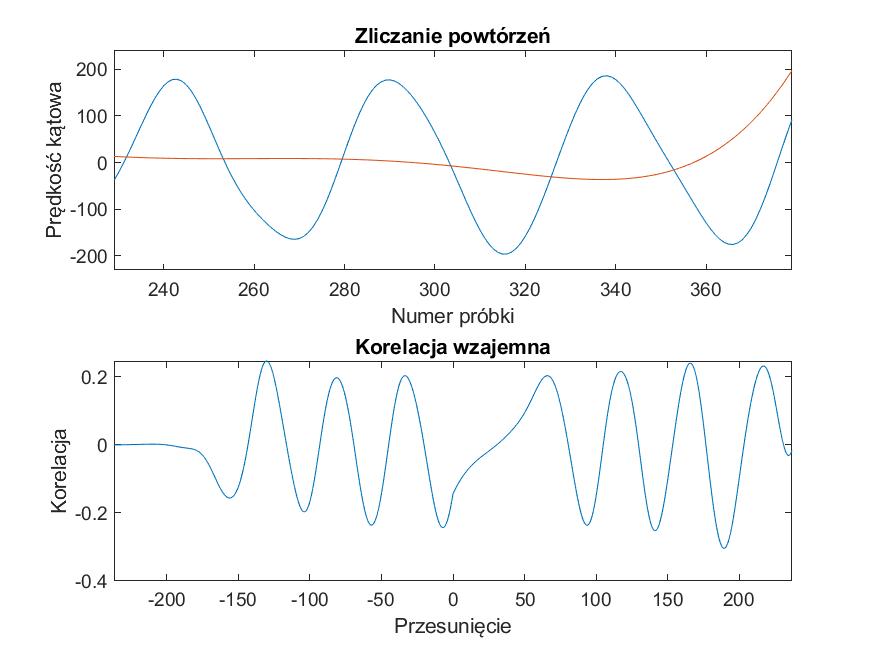 Zliczanie powtórzeń
200
100
0
-100
-200
Prędkość kątowa
240 260 280 300 320 340 360
Numer próbki
Korelacja wzajemna
0.2
0
-0.2
-0.4
Korelacja
-200 -150 -100 -50 0 50 100 150 200
Przesunięcie